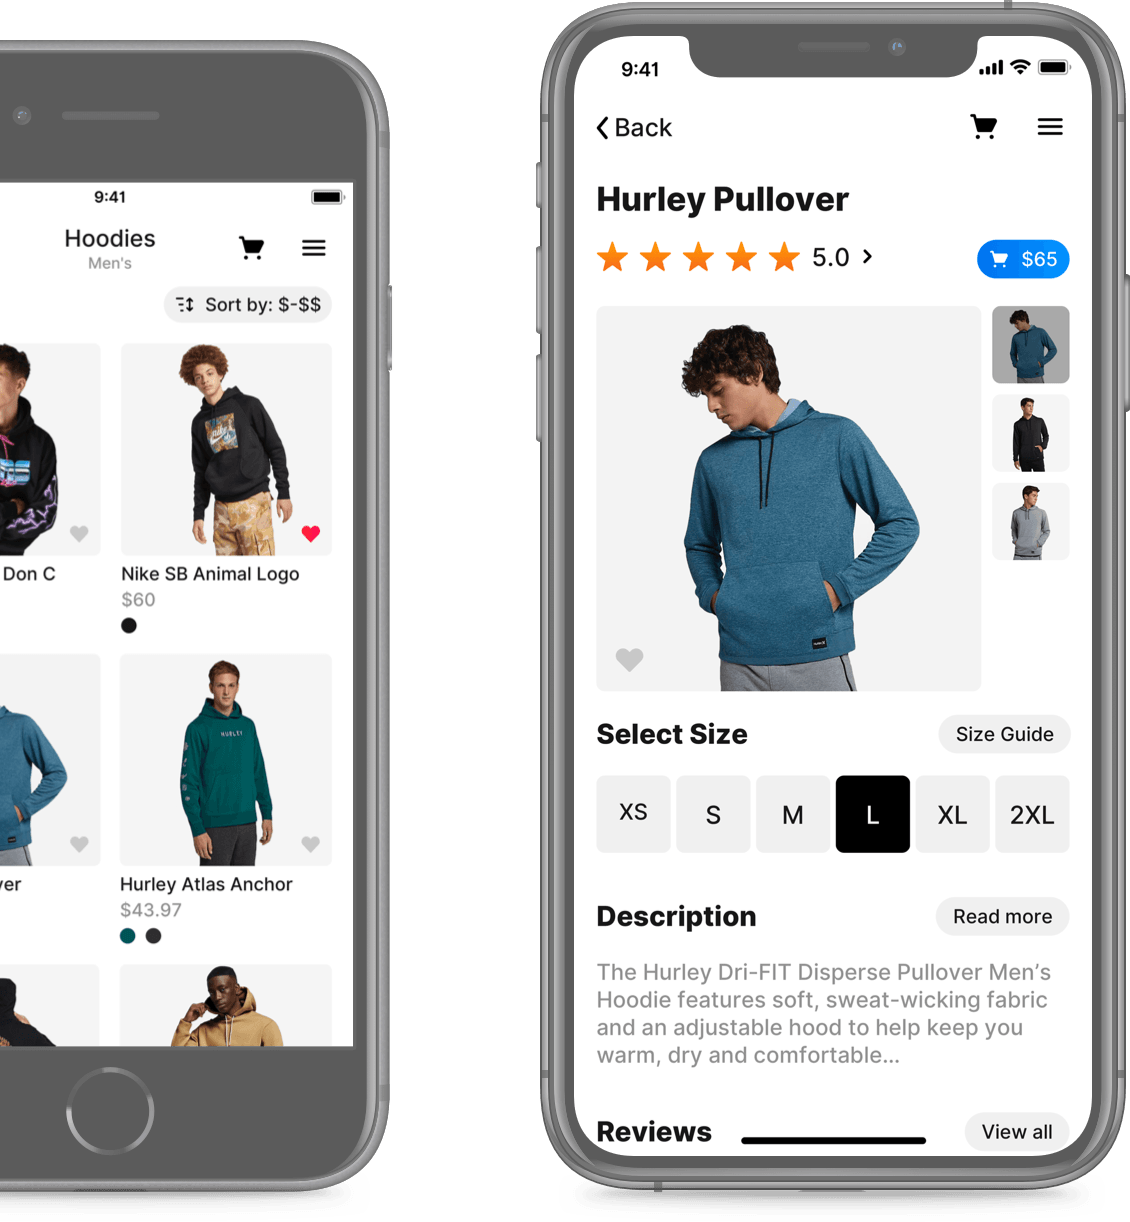 9:41
Hoodies
Men's
Sort by: $-$$
Don C
Nike SB Animal Logo
$60
HURLEY
ver
Hurley Atlas Anchor
$43.97
9:41
Back
Hurley Pullover
5.0
$65
Select Size
Size Guide
XS S M L XL 2XL
Description
Read more
The Hurley Dri-FIT Disperse Pullover Men’s
Hoodie features soft, sweat-wicking fabric
and an adjustable hood to help keep you
warm, dry and comfortable...
Reviews
View all